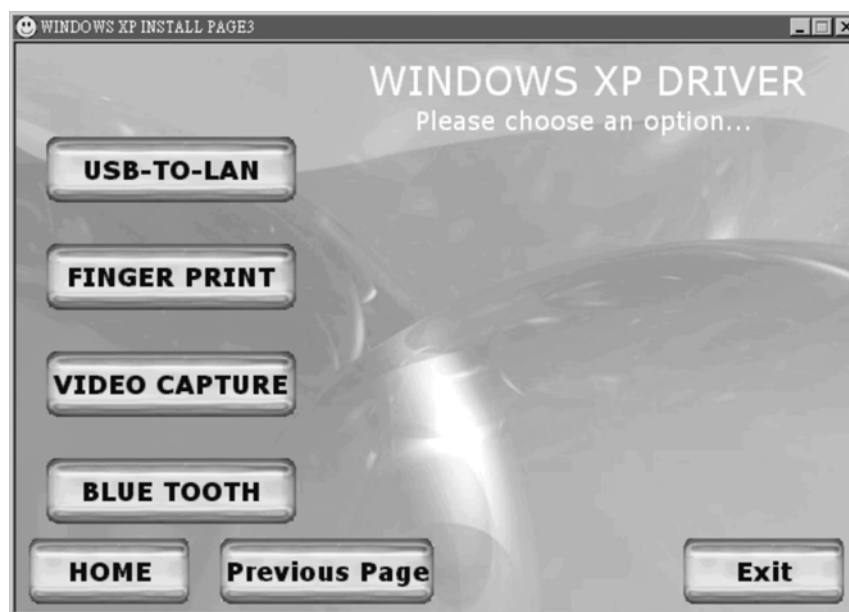 WINDOWS XP INSTALL PAGE3
WINDOWS XP DRIVER
Please choose an option...
USB-TO-LAN
FINGER PRINT
VIDEO CAPTURE
BLUE TOOTH
HOME
Previous Page
Exit